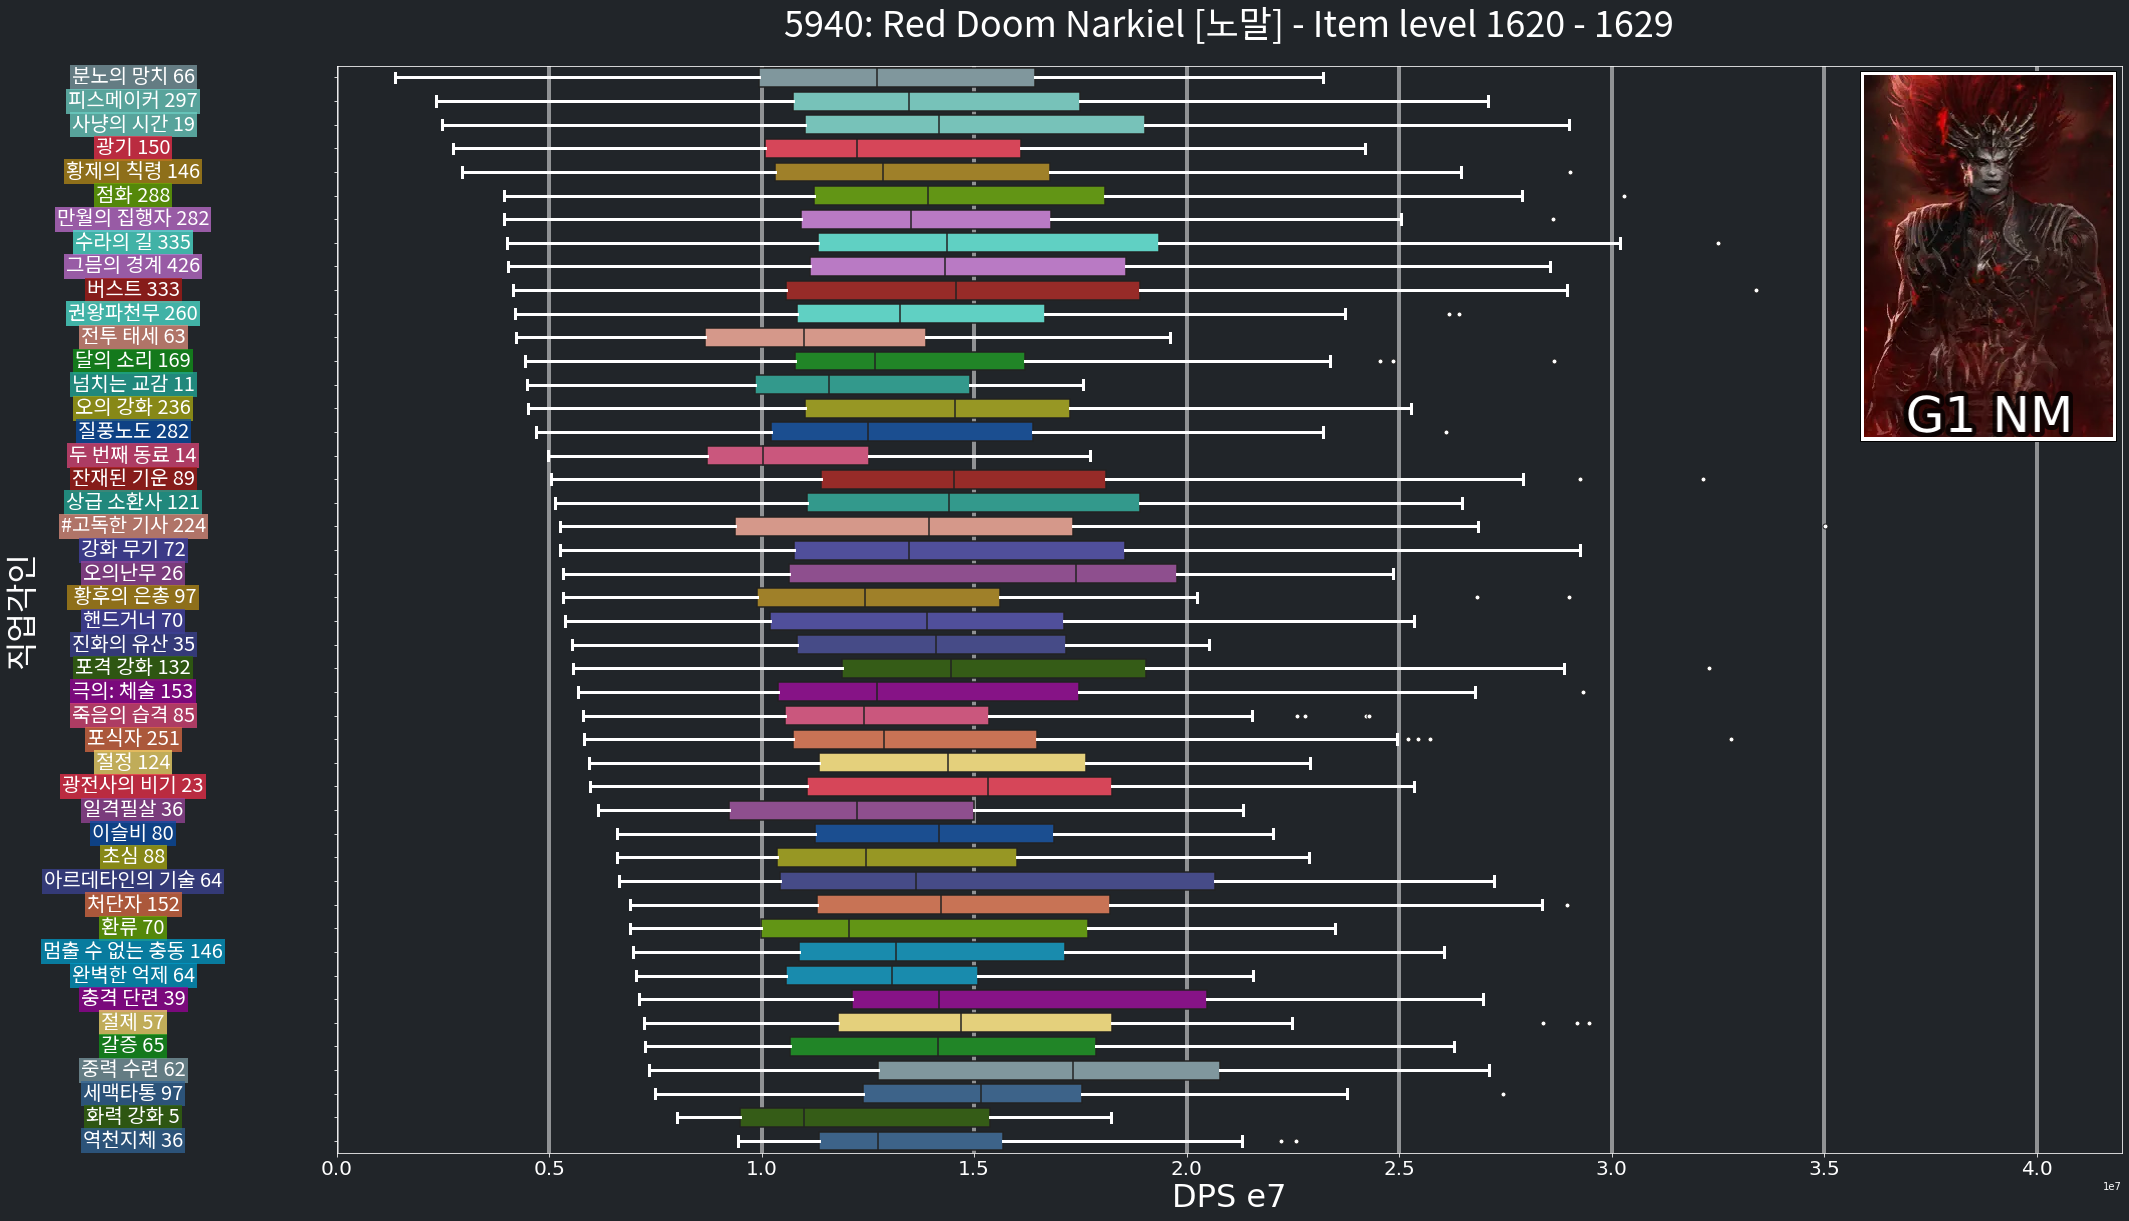 5940: Red Doom Narkiel [노말] - Item level 1620 - 1629
분노의 망치 66
피스메이커 297
사냥의 시간 19
광기 150
황제의 칙령 146
점화 288
만월의 집행자 282
수라의 길 335
그믐의 경계 426
버스트 333
권왕파천무 260
전투 태세 63
달의 소리 169
넘치는 교감 11
오의 강화 236
질풍노도 282
두 번째 동료 14
잔재된 기운 89
상급 소환사 121
#고독한 기사 224
강화 무기 72
오의난무 26
황후의 은총 97
핸드거너 70
진화의 유산 35
포격 강화 132
극의: 체술 153
죽음의 습격 85
포식자 251
절정 124
광전사의 비기 23
일격필살 36
이슬비 80
초심 88
아르데타인의 기술 64
처단자 152
환류 70
멈출 수 없는 충동 146
완벽한 억제 64
충격 단련 39
절제 57
갈증 65
중력 수련 62
세맥타통 97
화력 강화 5
역천지체 36
직업각인
G1 NM
0.0 0.5 1.0 1.5 2.0 2.5 3.0 3.5 4.0
1e7
DPS e7